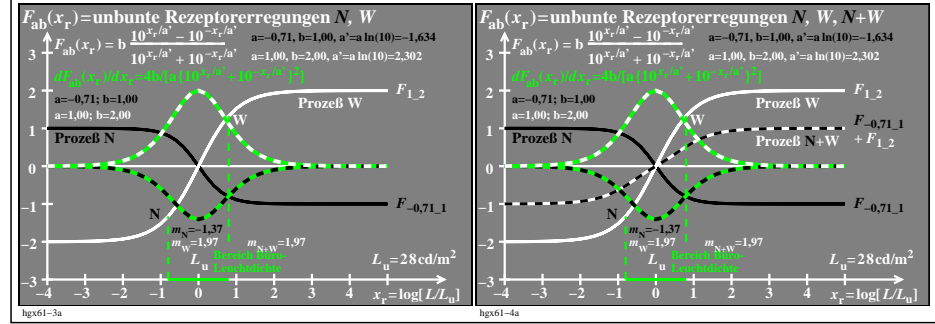 F_ab(x_r)=unbunte Rezeptorerregungen N, W
F_ab(x_r)=b (10^(x_r/a')−10^(−x_r/a'))/(10^(x_r/a')+10^(−x_r/a'))
a=−0,71, b=1,00, a'=a ln(10)=−1,634
a=1,00, b=2,00, a'=a ln(10)=2,302
dF_ab(x_r)/dx_r=4b/[a [10^(x_r/a')+10^(−x_r/a')]^2]
a=−0,71; b=1,00
a=1,00; b=2,00
F_1_2
Prozeß W
W
Prozeß N
F_−0,71_1
N
m_N=−1,37
m_W=1,97
m_N+W=1,97
L_u
Bereich Büro-
Leuchtdichte
L_u=28cd/m^2
3
2
1
0
−1
−2
−3
−4 −3 −2 −1 0 1 2 3 4
x_r=log[L/L_u]
hgx61−3a
F_ab(x_r)=unbunte Rezeptorerregungen N, W, N+W
F_ab(x_r)=b (10^(x_r/a')−10^(−x_r/a'))/(10^(x_r/a')+10^(−x_r/a'))
a=−0,71, b=1,00, a'=a ln(10)=−1,634
a=1,00, b=2,00, a'=a ln(10)=2,302
dF_ab(x_r)/dx_r=4b/[a [10^(x_r/a')+10^(−x_r/a')]^2]
a=−0,71; b=1,00
a=1,00; b=2,00
F_1_2
Prozeß W
W
Prozeß N
F_−0,71_1
+ F_1_2
Prozeß N+W
F_−0,71_1
N
m_N=−1,37
m_W=1,97
m_N+W=1,97
L_u
Bereich Büro-
Leuchtdichte
L_u=28cd/m^2
3
2
1
0
−1
−2
−3
−4 −3 −2 −1 0 1 2 3 4
x_r=log[L/L_u]
hgx61−4a